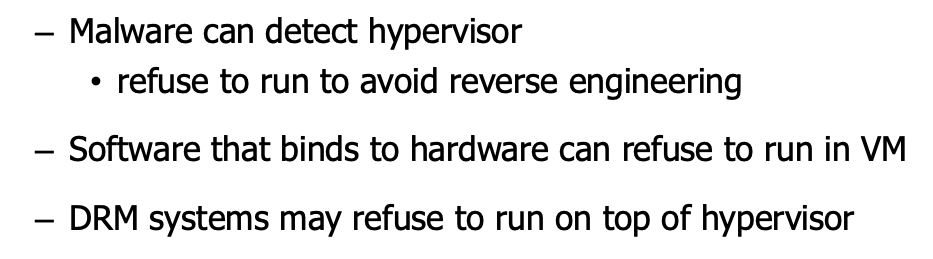 – Malware can detect hypervisor
• refuse to run to avoid reverse engineering
– Software that binds to hardware can refuse to run in VM
– DRM systems may refuse to run on top of hypervisor